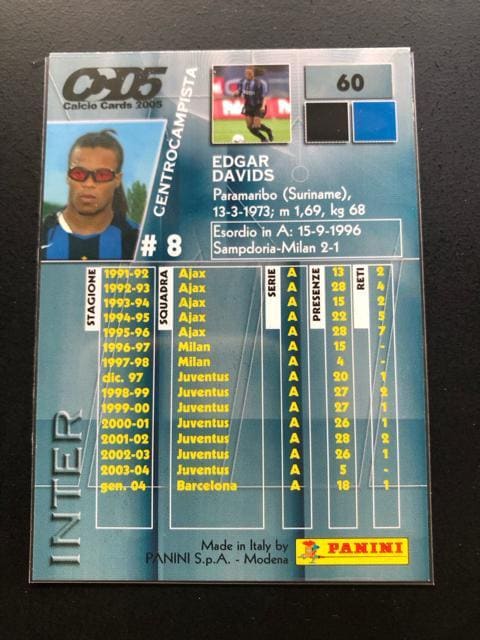 CC05
Calcio Cards 2005
CENTROCAMPISTA
60
# 8
EDGAR
DAVIDS
Paramaribo (Suriname),
13-3-1973; m 1,69, kg 68
Esordio in A: 15-9-1996
Sampdoria-Milan 2-1
STAGIONE SQUADRA SERIE PRESENZE RETI
1991-92 Ajax A 13 2
1992-93 Ajax A 28 4
1993-94 Ajax A 15 2
1994-95 Ajax A 22 5
1995-96 Ajax A 28 7
1996-97 Milan A 15 -
1997-98 Milan A 4 -
dic. 97 Juventus A 20 1
1998-99 Juventus A 27 2
1999-00 Juventus A 27 1
2000-01 Juventus A 26 1
2001-02 Juventus A 28 2
2002-03 Juventus A 26 1
2003-04 Juventus A 5 -
gen. 04 Barcelona A 18 1
INTER
Made in Italy by
PANINI S.p.A. - Modena
PANINI